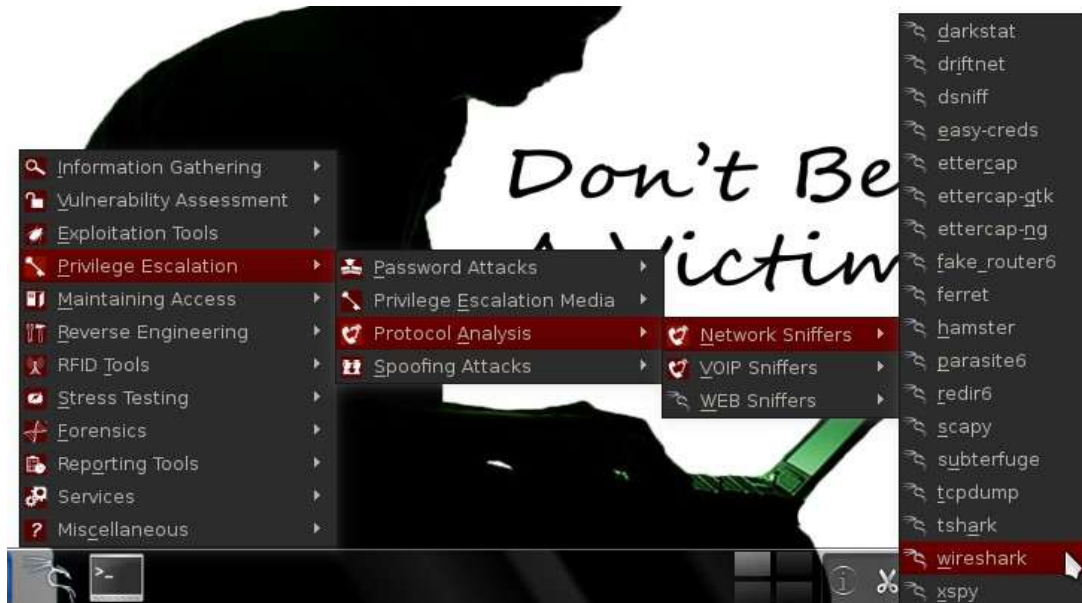 Don't Be
A Victim
Information Gathering
Vulnerability Assessment
Exploitation Tools
Privilege Escalation
Maintaining Access
Reverse Engineering
RFID Tools
Stress Testing
Forensics
Reporting Tools
Services
Miscellaneous
Password Attacks
Privilege Escalation Media
Protocol Analysis
Spoofing Attacks
Network Sniffers
VOIP Sniffers
WEB Sniffers
darkstat
driftnet
dsniff
easy-creds
ettercap
ettercap-gtk
ettercap-ng
fake_router6
ferret
hamster
parasite6
redir6
scapy
subterfuge
tcpdump
tshark
wireshark
xspy